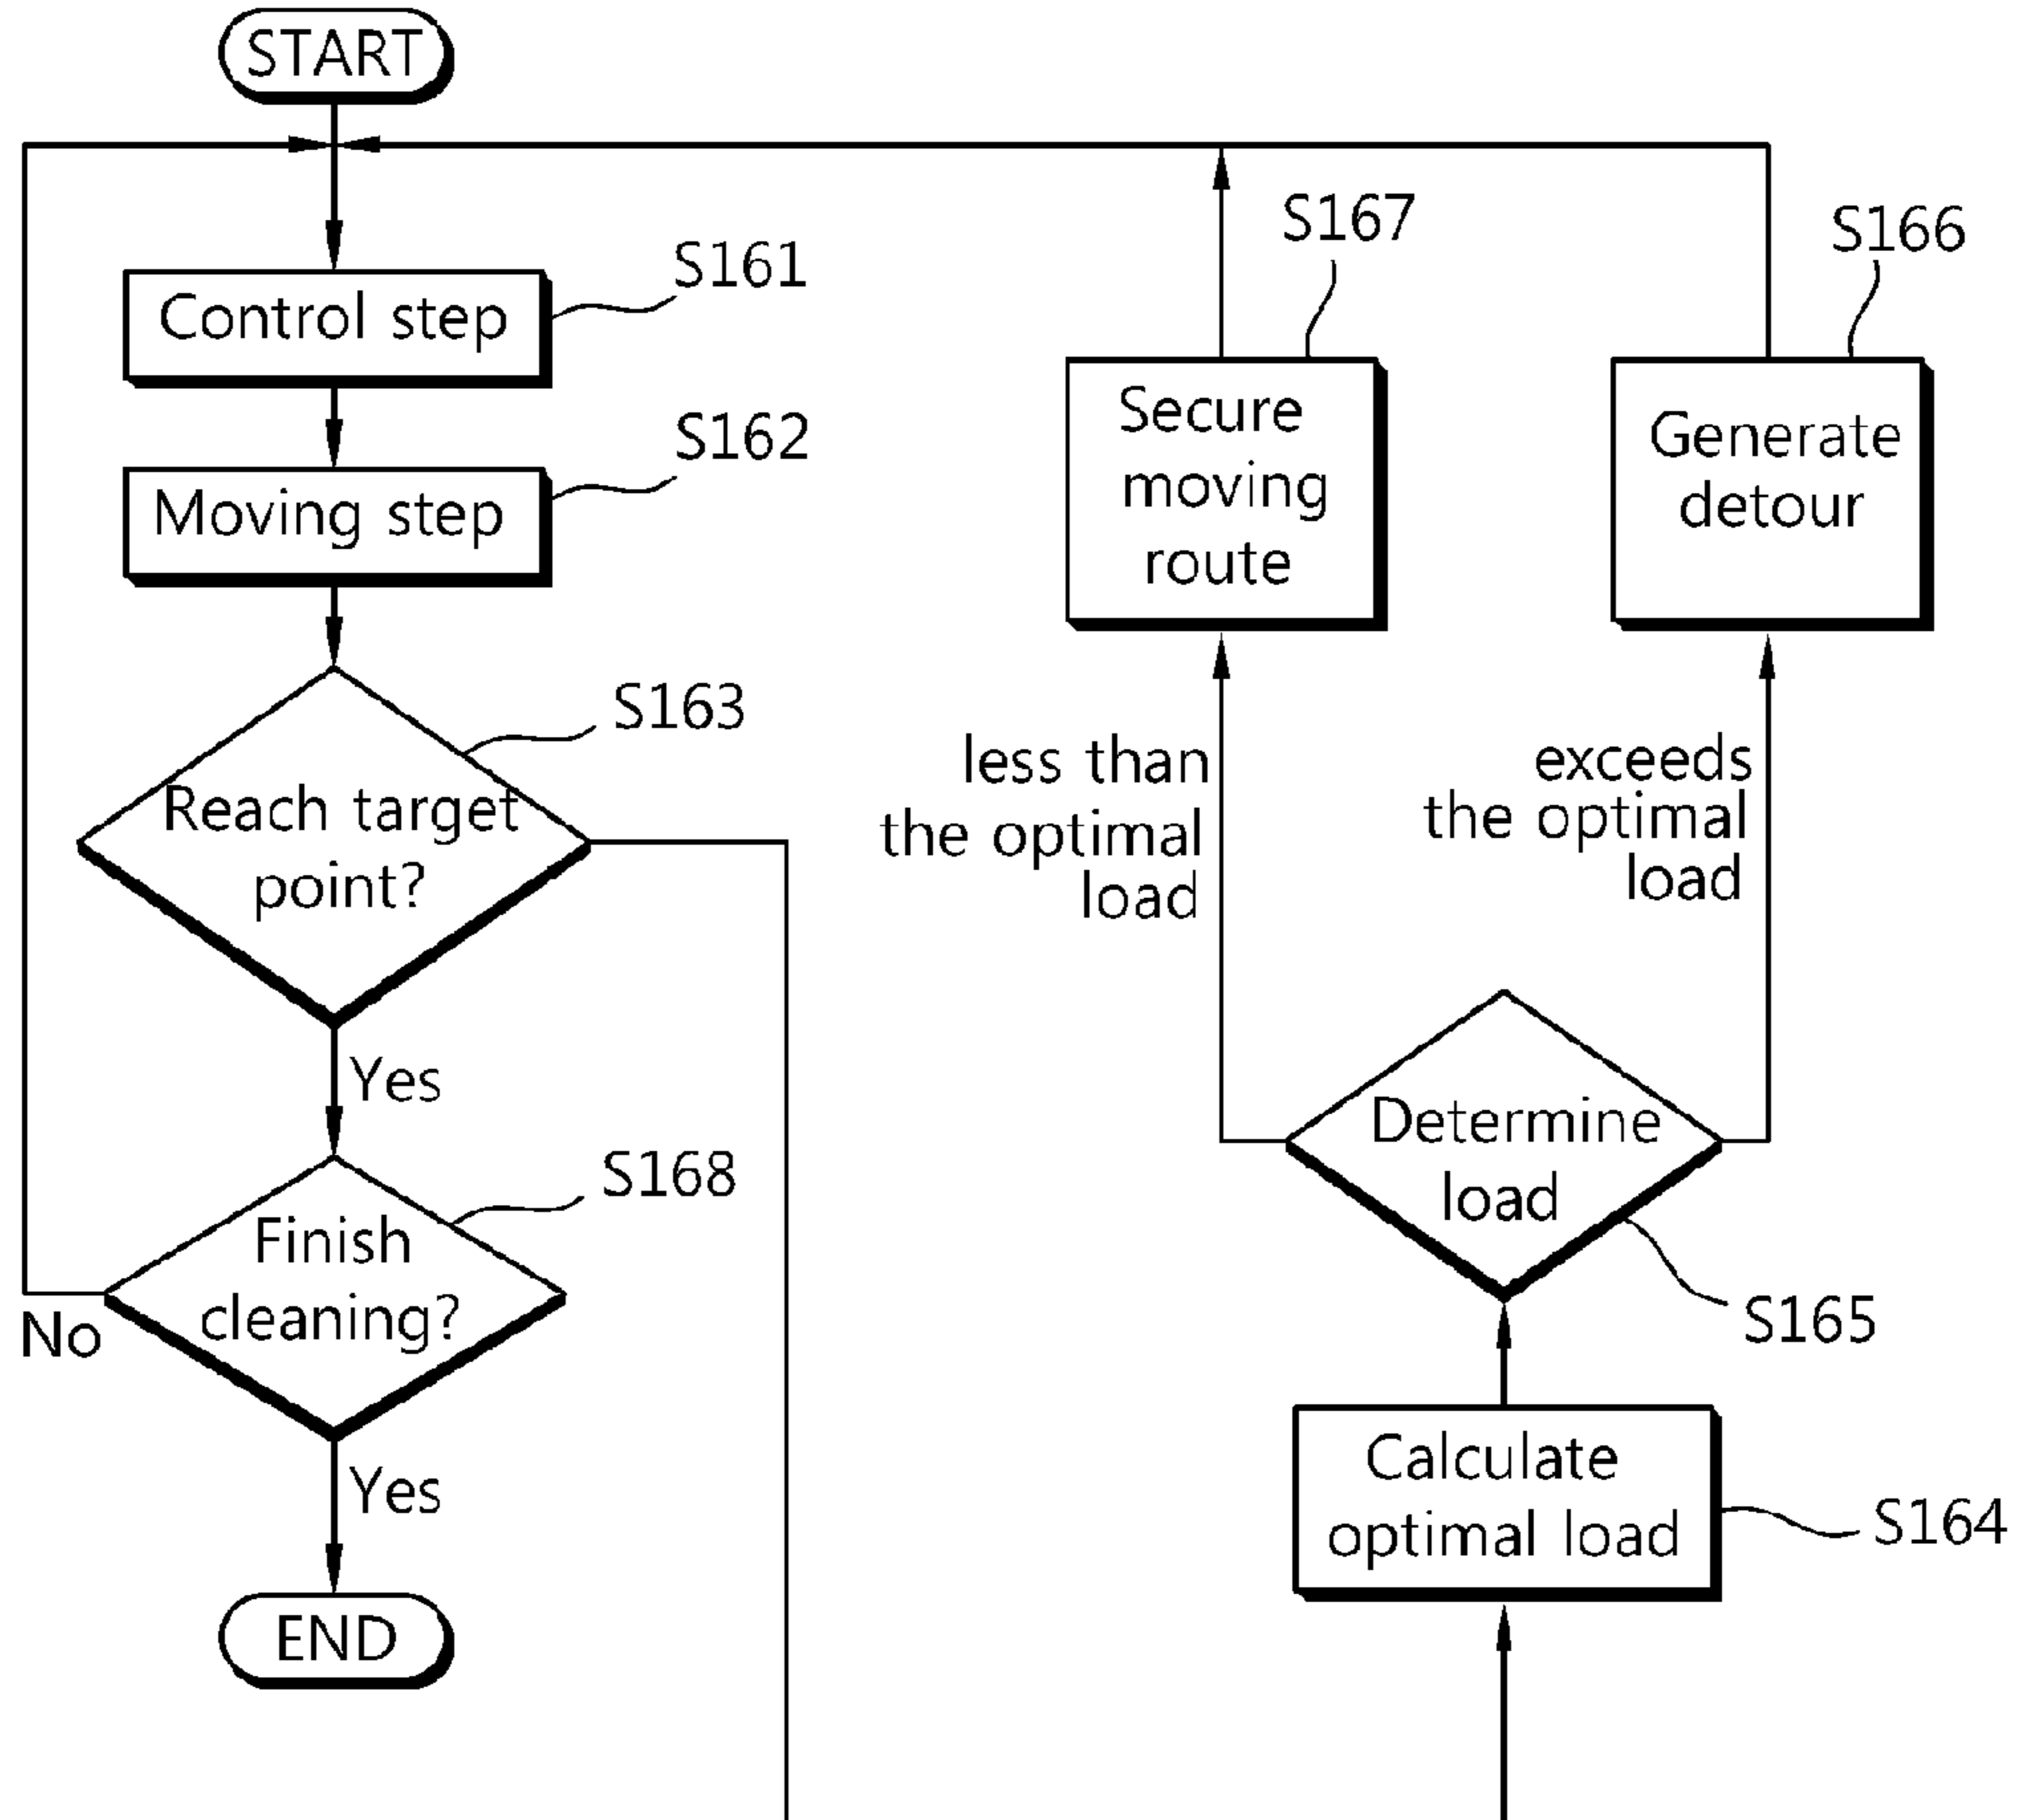 START
S161
Control step
S162
Moving step
S163
Reach target
point?
Yes
S168
Finish
cleaning?
No
Yes
END
S167
Secure
moving
route
S166
Generate
detour
less than
the optimal
load
exceeds
the optimal
load
Determine
load
S165
Calculate
optimal load
S164